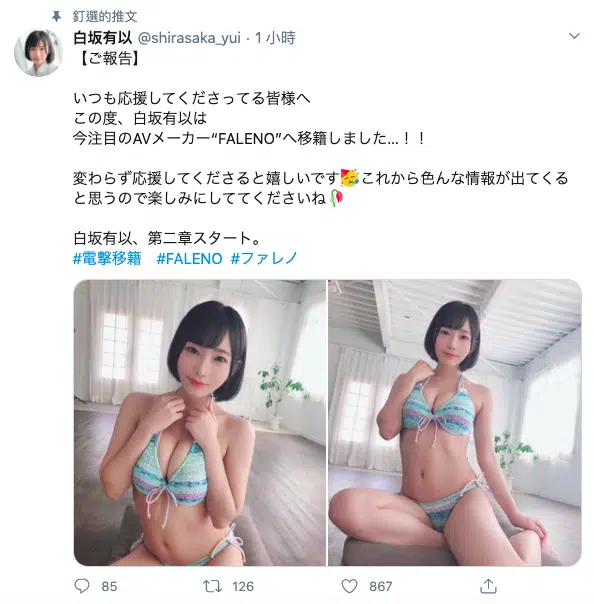 釘選的推文
白坂有以 @shirasaka_yui · 1 小時
【ご報告】
いつも応援してくださってる皆様へ
この度、白坂有以は
今注目のAVメーカー“FALENO”へ移籍しました...！！
変わらず応援してくださると嬉しいです🥳これから色んな情報が出てくる
と思うので楽しみにしててくださいね🥀
白坂有以、第二章スタート。
#電撃移籍 #FALENO #ファレノ
85 126 867